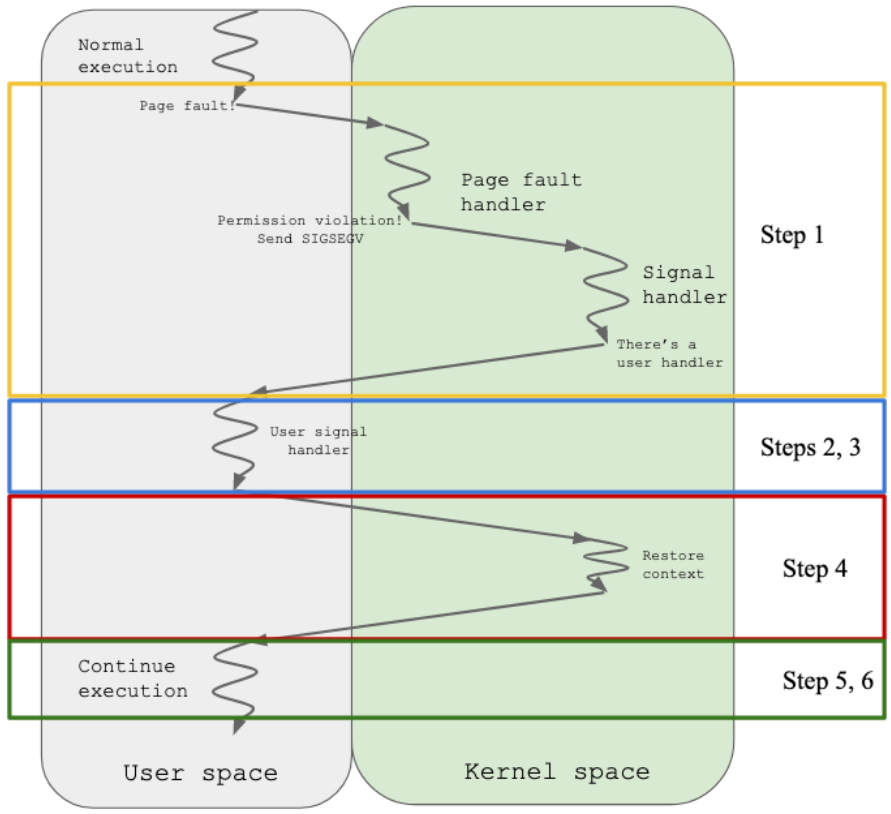 Normal
execution
Page fault!
Page fault
handler
Permission violation!
Send SIGSEGV
Step 1
Signal
handler
There's a
user handler
User signal
handler
Steps 2, 3
Restore
context
Step 4
Continue
execution
Step 5, 6
User space
Kernel space